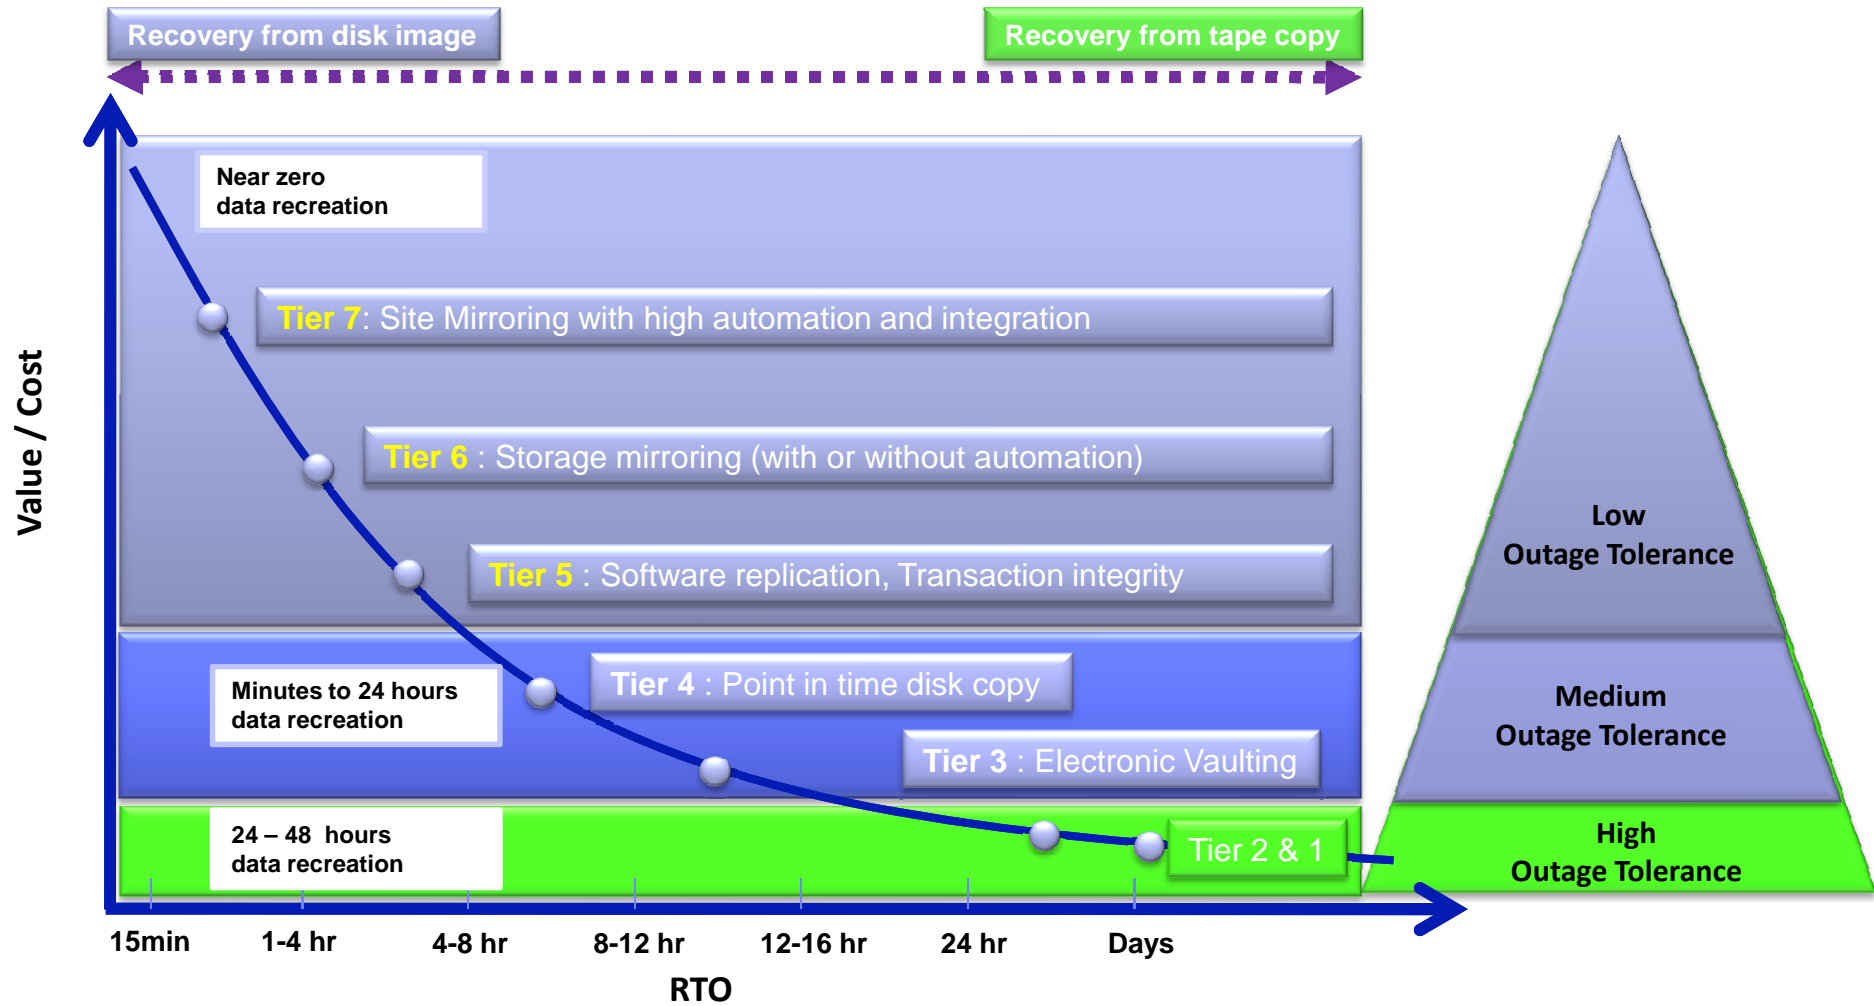 Recovery from disk image
Recovery from tape copy
Near zero
data recreation
Tier 7: Site Mirroring with high automation and integration
Tier 6 : Storage mirroring (with or without automation)
Tier 5 : Software replication, Transaction integrity
Minutes to 24 hours
data recreation
Tier 4 : Point in time disk copy
Tier 3 : Electronic Vaulting
24 – 48 hours
data recreation
Tier 2 & 1
Value / Cost
15min
1-4 hr
4-8 hr
8-12 hr
12-16 hr
24 hr
Days
RTO
Low
Outage Tolerance
Medium
Outage Tolerance
High
Outage Tolerance